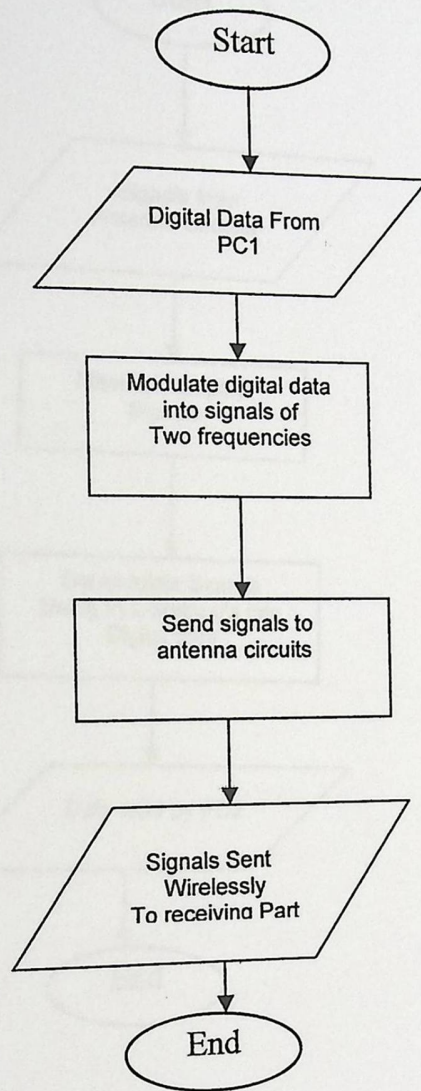 Start
Digital Data From
PC1
Modulate digital data
into signals of
Two frequencies
Send signals to
antenna circuits
Signals Sent
Wirelessly
To receiving Part
End